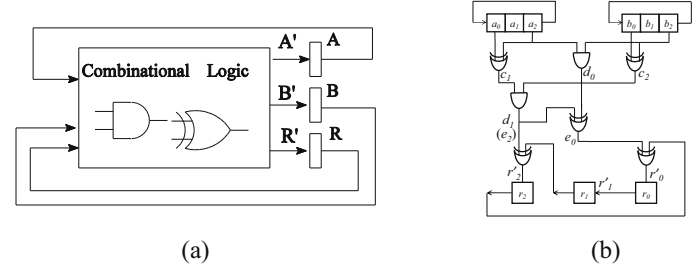 A' A
Combinational Logic
B' B
R' R
(a)
a₀ a₁ a₂ b₀ b₁ b₂
c₁ d₀ c₂
d₁
(e₂) e₀
r'₂ r'₁ r'₀
r₂ r₁ r₀
(b)